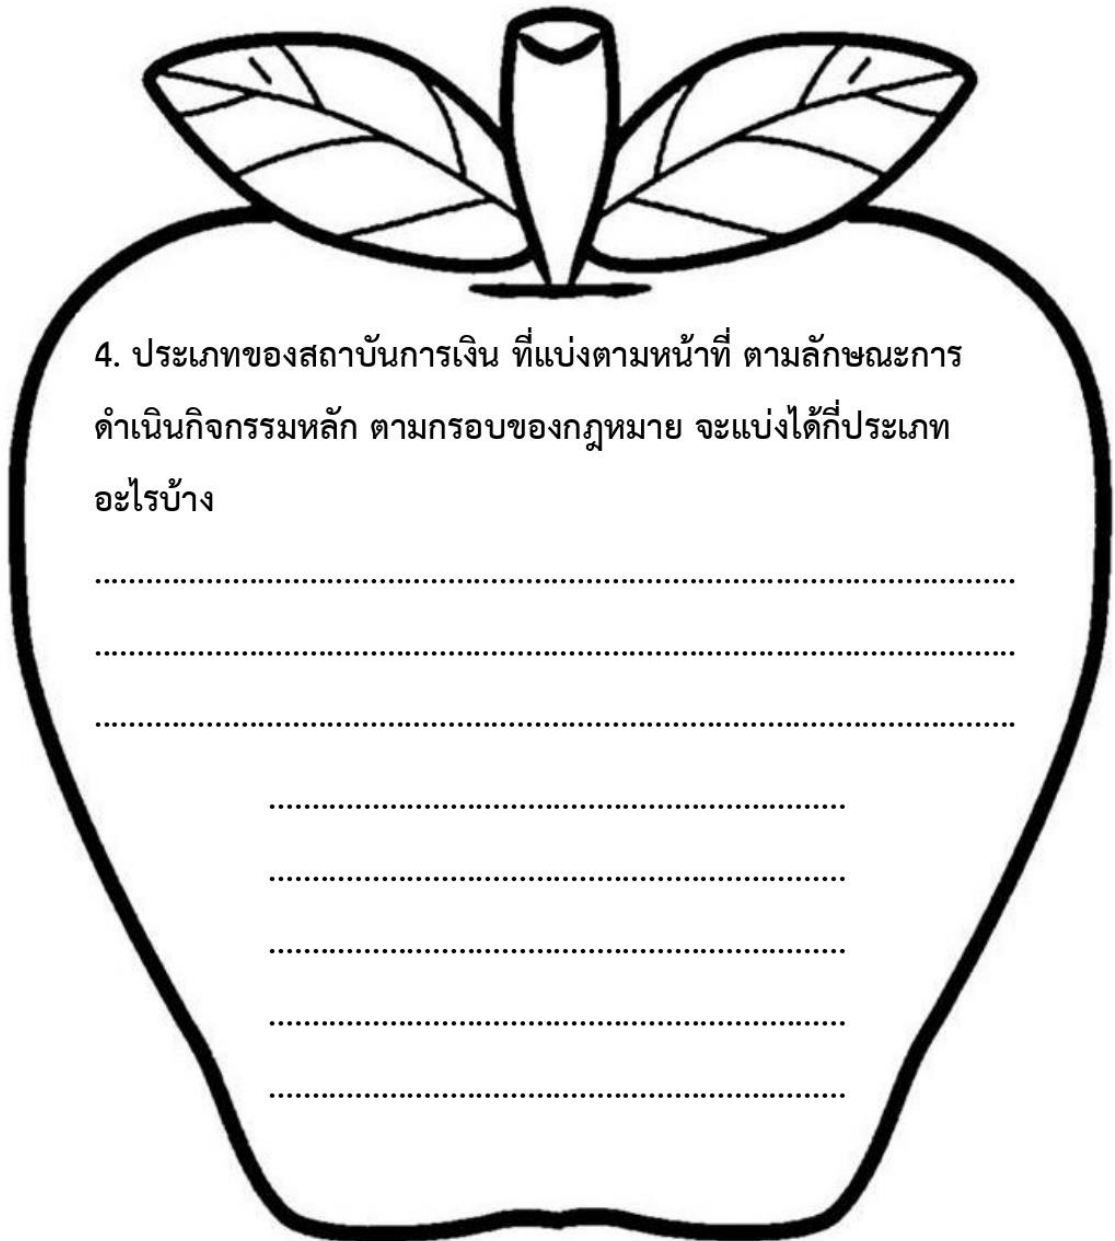 4. ประเภทของสถาบันการเงิน ที่แบ่งตามหน้าที่ ตามลักษณะการ
ดำเนินกิจกรรมหลัก ตามกรอบของกฎหมาย จะแบ่งได้กี่ประเภท
อะไรบ้าง